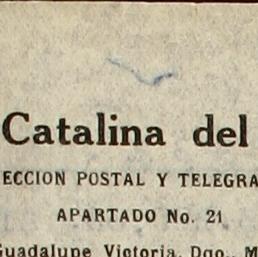 Catalina del
ECCION POSTAL Y TELEGRA
APARTADO No. 21
Guadalupe Victoria, Dgo., M